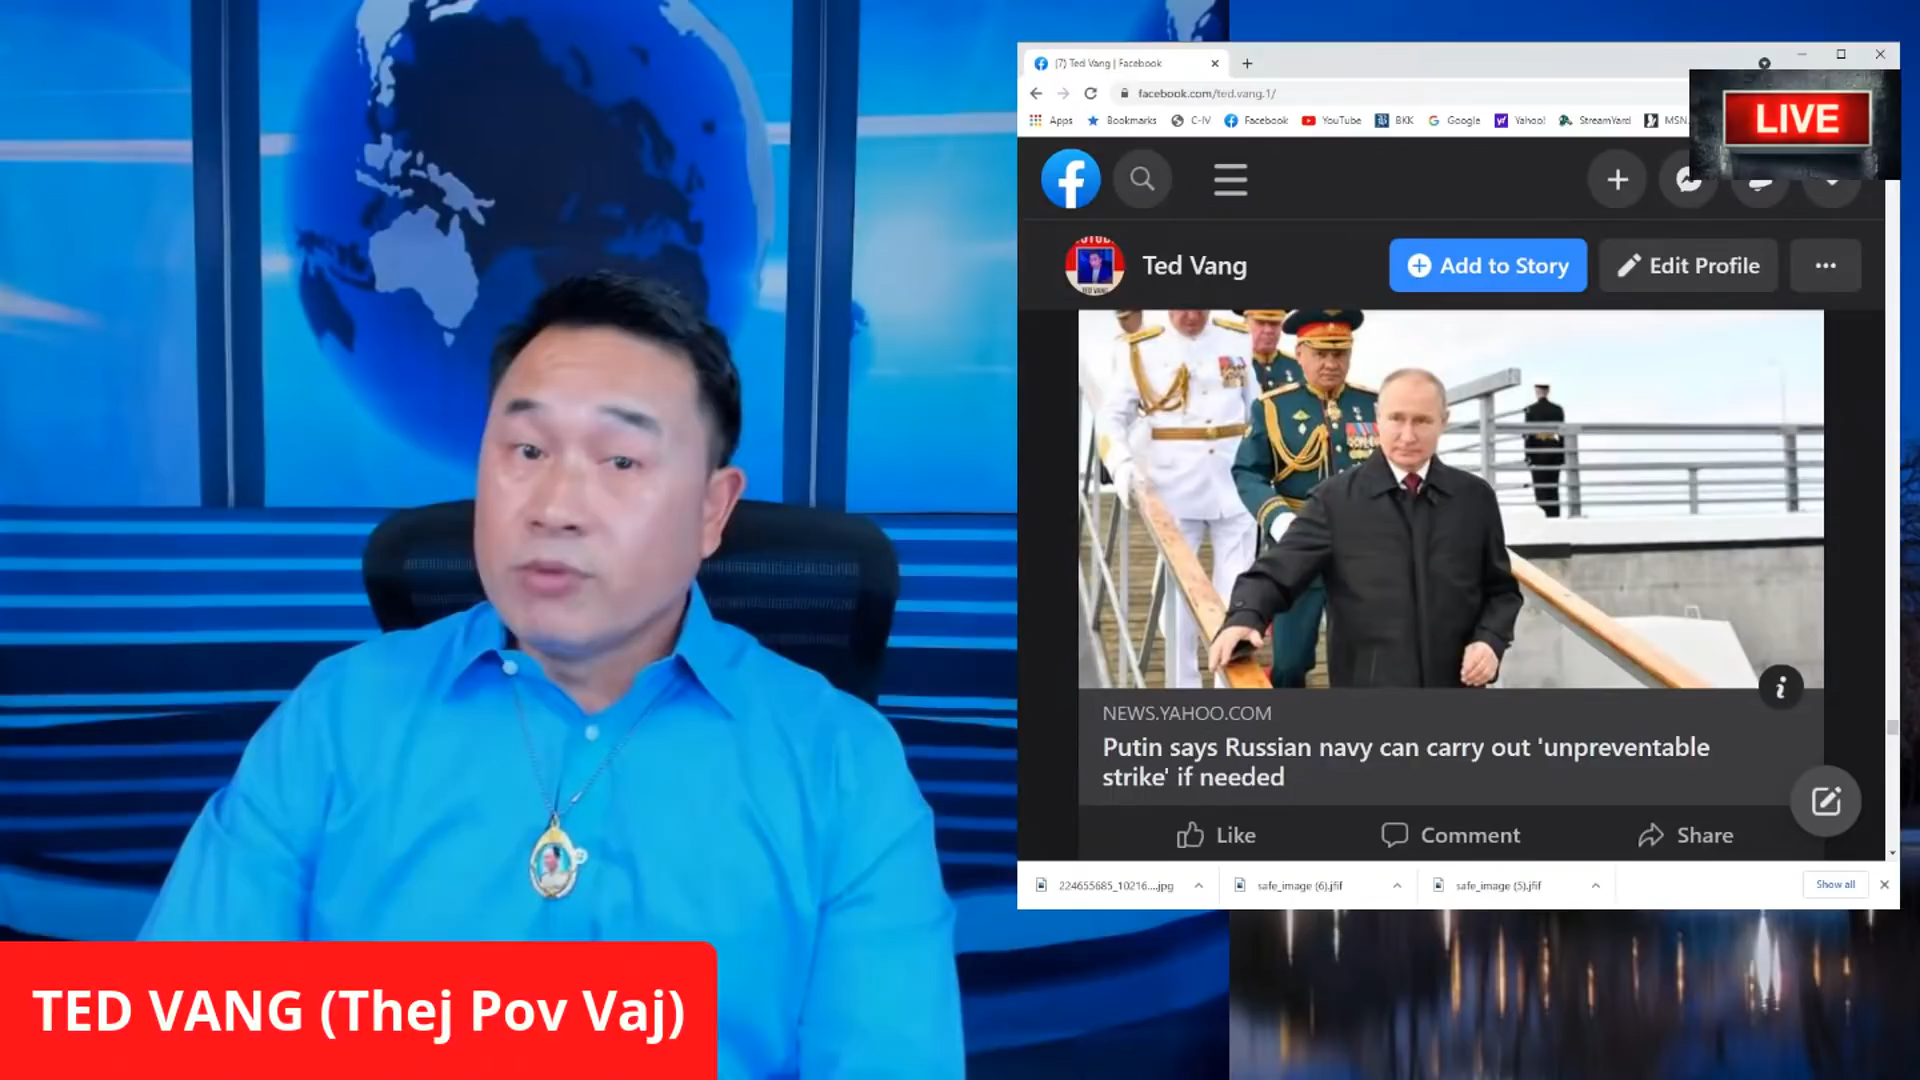 (7) Ted Vang | Facebook
facebook.com/ted.vang.1/
Apps Bookmarks C-IV Facebook YouTube BKK Google Yahoo! StreamYard MSN
LIVE
Ted Vang
Add to Story
Edit Profile
NEWS.YAHOO.COM
Putin says Russian navy can carry out 'unpreventable
strike' if needed
Like Comment Share
224655685_10216....jpg safe_image (6).jfif safe_image (5).jfif Show all
TED VANG (Thej Pov Vaj)